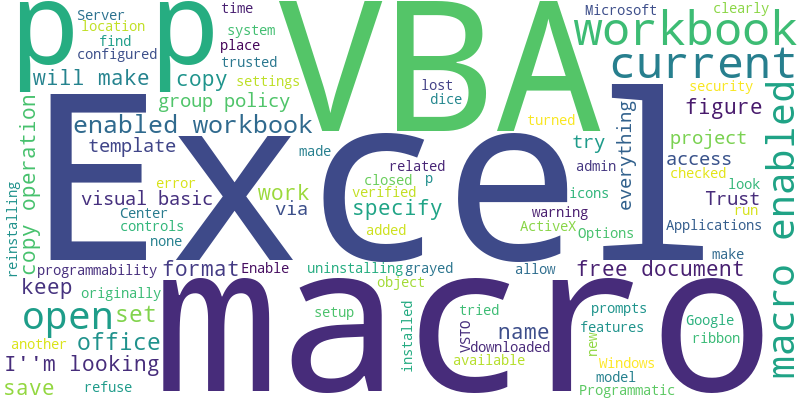 p
p
VBA
time
Server
location
find
configured
system
place
trusted
will make
copy
settings
Microsoft
clearly
workbook
current
lost
dice
group policy
enabled workbook
template
visual basic
error
Center
controls
none
work
via
made
related
closed
p
verified
specify
added
turned
try
admin
icons
warning
ActiveX
Options
everything
security
figure
project
access
checked
Trust
look
run
Applications
make
macro enabled
copy operation
reinstalling
Excel
programmability
format
Enable
uninstalling
grayed
object
allow
free document
keep
originally
open
set
another
office
I''m looking
save
refuse
macro
setup
installed
tried
VSTO
name
downloaded
available
prompts
features
new
Windows
model
Programmatic
Google
ribbon